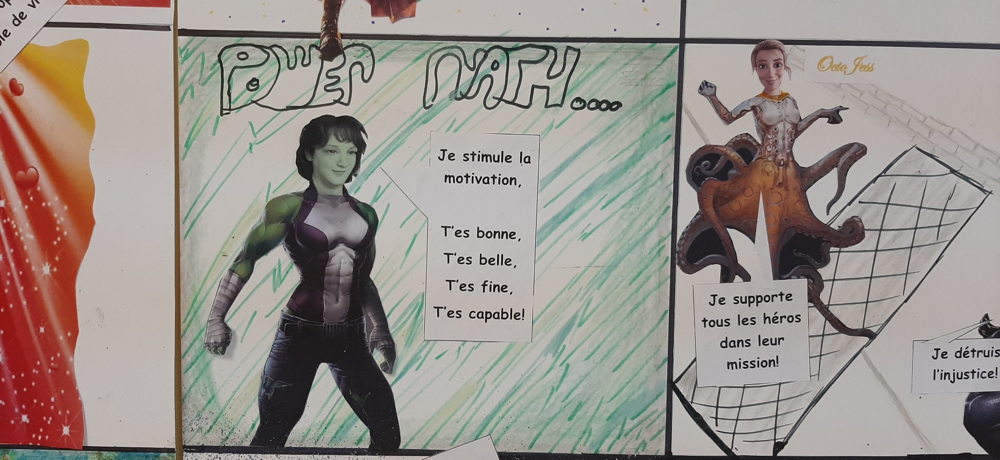 POWER NATH....
Je stimule la
motivation,
T'es bonne,
T'es belle,
T'es fine,
T'es capable!
Octo Jess
Je supporte
tous les héros
dans leur
mission!
Je détruis
l'injustice!